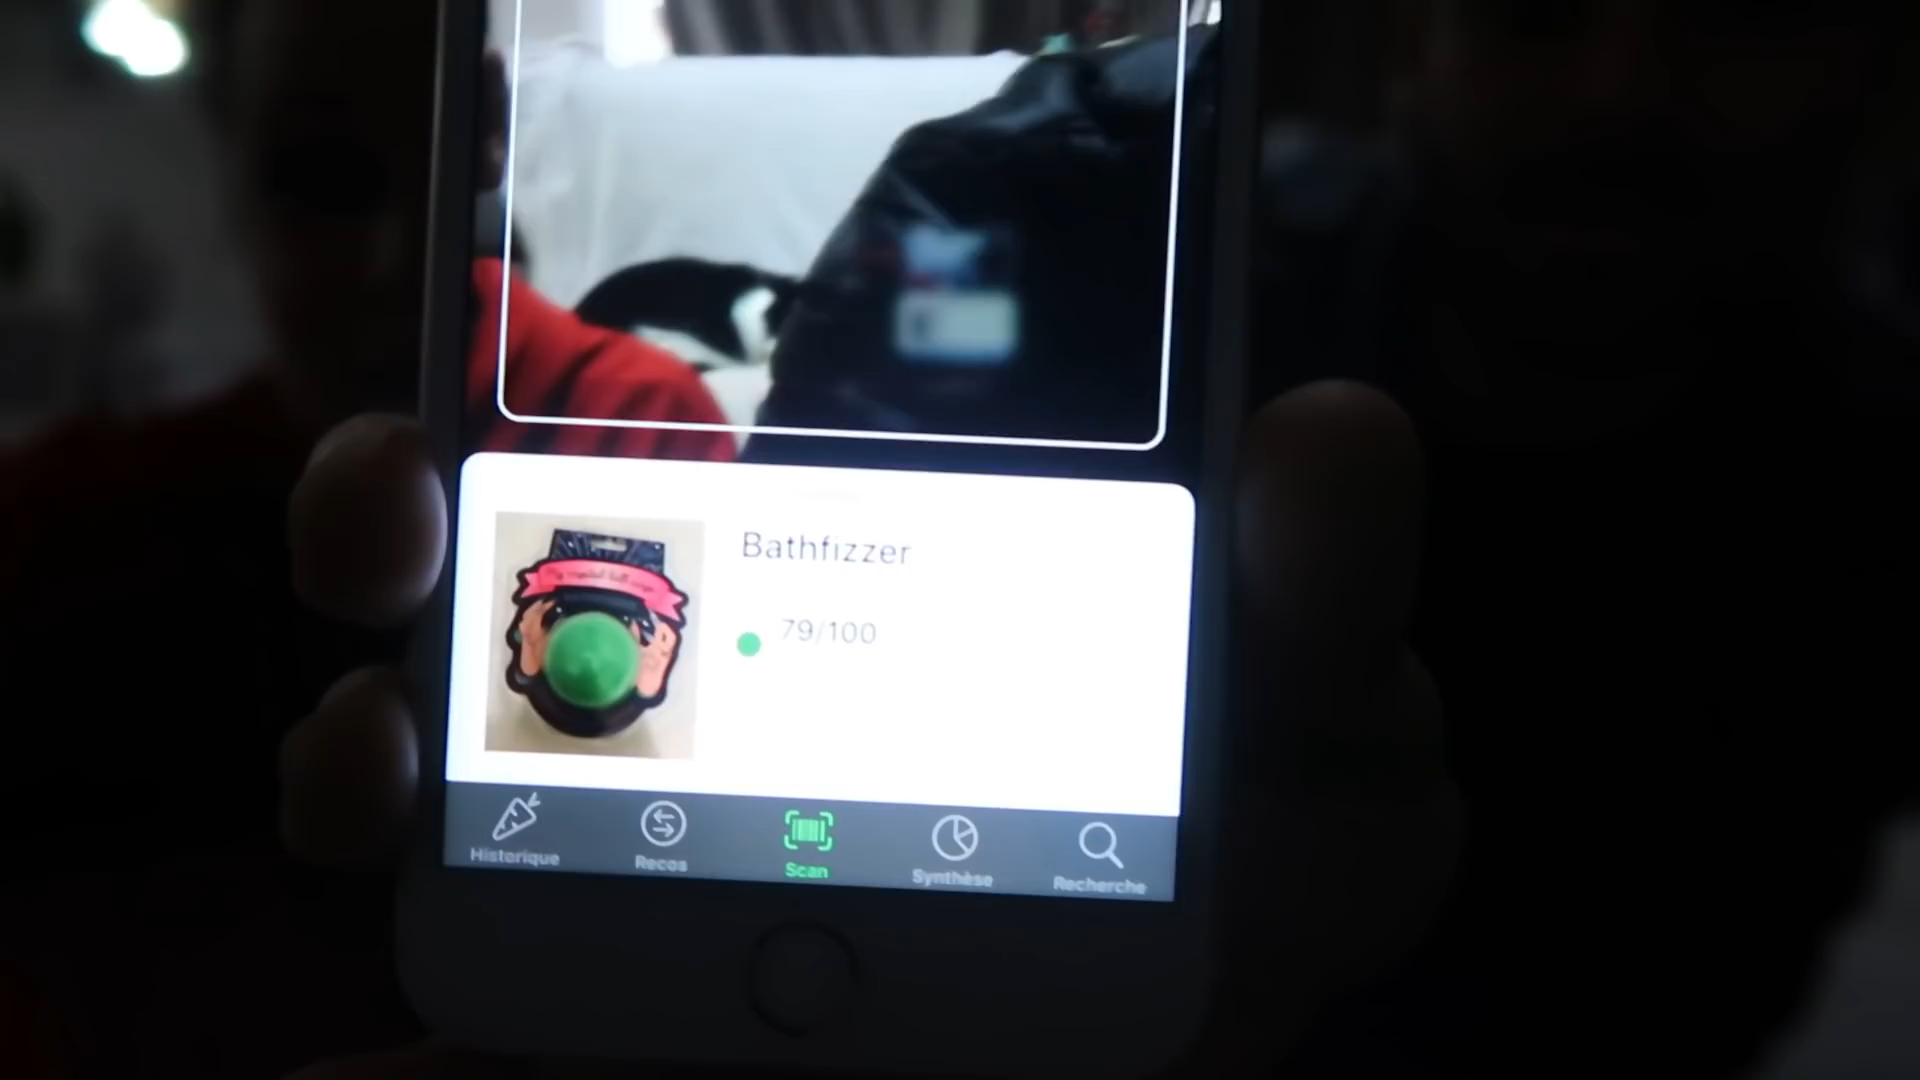 Bathfizzer
79/100
Historique
Recos
Scan
Synthèse
Recherche